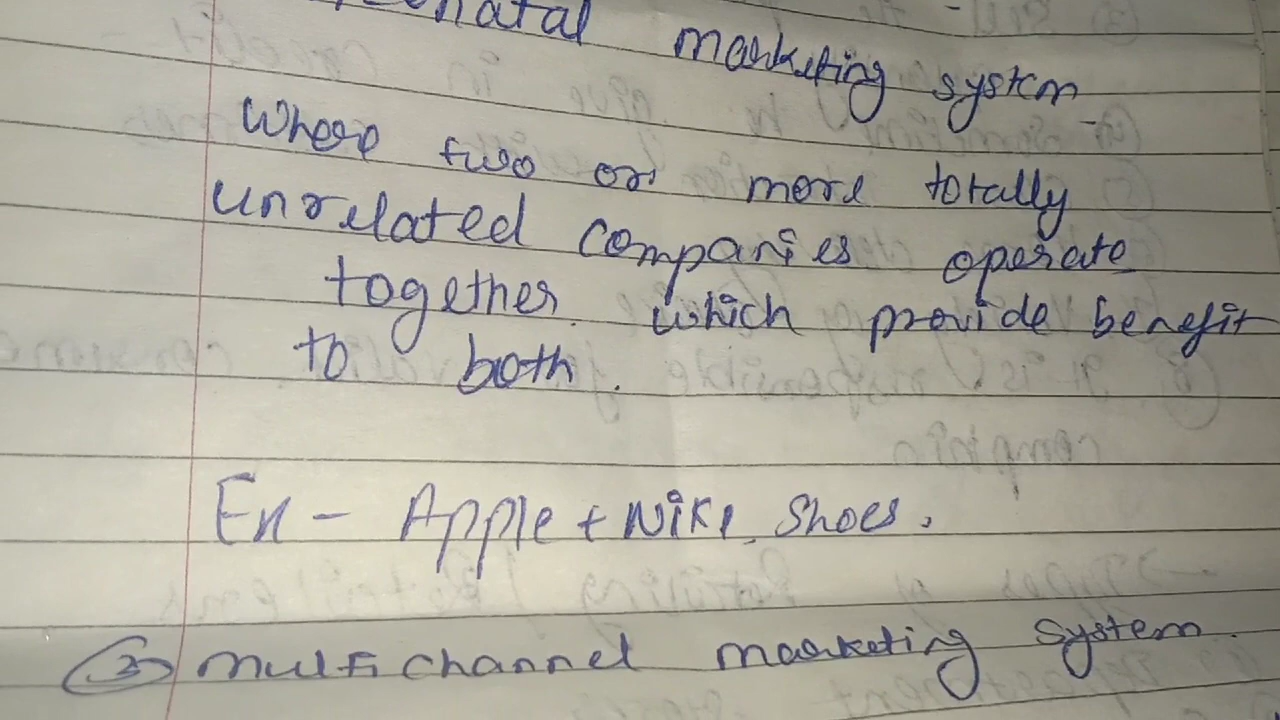 marketing system -
Where two or more totally
unrelated companies operate
together. which provide benefit
to both.
Ex - Apple + Nike shoes.
③ multichannel marketing system.